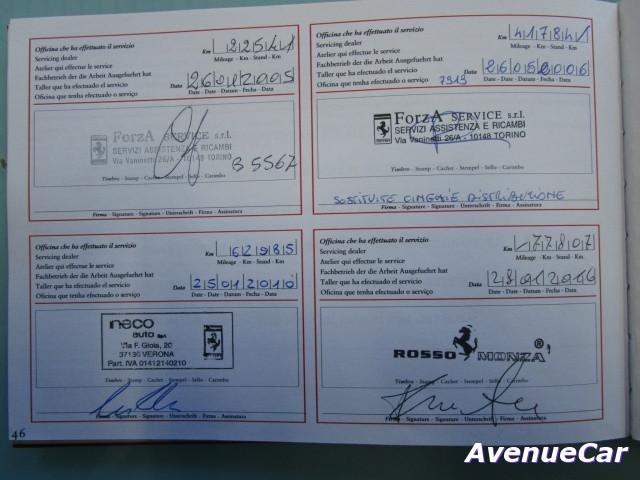 Officina che ha effettuato il servizio
Servicing dealer
Atelier qui effectue le service
Fachbetrieb der die Arbeit Ausgefuehrt hat
Taller que ha efectuado el servicio
Oficina que tenha efectuado o serviço
Km 22541
Mileage - Km - Stand - Km
Data 26012005
Date - Date - Datum - Fecha - Data
ForzA SERVICE s.r.l.
SERVIZI ASSISTENZA E RICAMBI
Via Vaninetti 26/A - 10148 TORINO
B 5567
Timbro - Stamp - Cachet - Stempel - Sello - Carimbo
Firma - Signature - Signature - Unterschrift - Firma - Assinatura
Officina che ha effettuato il servizio
Servicing dealer
Atelier qui effectue le service
Fachbetrieb der die Arbeit Ausgefuehrt hat
Taller que ha efectuado el servicio
Oficina que tenha efectuado o serviço 7313
Km
Mileage - Km - Stand - Km
Data 26052006
Date - Date - Datum - Fecha - Data
ForzA SERVICE s.r.l.
SERVIZI ASSISTENZA E RICAMBI
Via Vaninetti 26/A - 10148 TORINO
Timbro - Stamp - Cachet - Stempel - Sello - Carimbo
SOSTITUITE CINGHIE DISTRIBUZIONE
Firma - Signature - Signature - Unterschrift - Firma - Assinatura
Officina che ha effettuato il servizio
Servicing dealer
Atelier qui effectue le service
Fachbetrieb der die Arbeit Ausgefuehrt hat
Taller que ha efectuado el servicio
Oficina que tenha efectuado o serviço
Km 62985
Mileage - Km - Stand - Km
Data 25012010
Date - Date - Datum - Fecha - Data
ineco
auto spa
Via F. Gioia, 20
37135 VERONA
Part. IVA 01412140210
Timbro - Stamp - Cachet - Stempel - Sello - Carimbo
Firma - Signature - Signature - Unterschrift - Firma - Assinatura
Officina che ha effettuato il servizio
Servicing dealer
Atelier qui effectue le service
Fachbetrieb der die Arbeit Ausgefuehrt hat
Taller que ha efectuado el servicio
Oficina que tenha efectuado o serviço
Km 77807
Mileage - Km - Stand - Km
Data 28012016
Date - Date - Datum - Fecha - Data
ROSSO MONZA ®
Timbro - Stamp - Cachet - Stempel - Sello - Carimbo
Firma - Signature - Signature - Unterschrift - Firma - Assinatura
46
AvenueCar